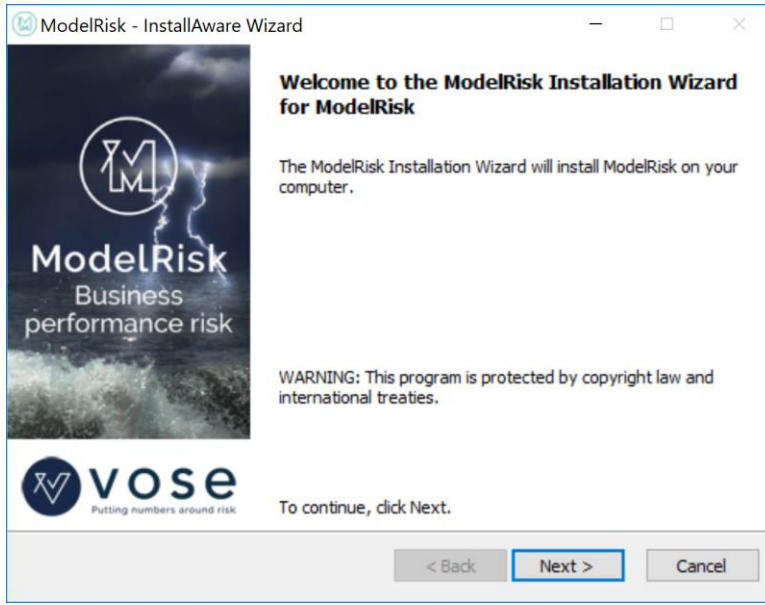 ModelRisk - InstallAware Wizard
Welcome to the ModelRisk Installation Wizard
for ModelRisk
The ModelRisk Installation Wizard will install ModelRisk on your
computer.
ModelRisk
Business
performance risk
WARNING: This program is protected by copyright law and
international treaties.
vose
Putting numbers around risk
To continue, click Next.
< Back
Next >
Cancel